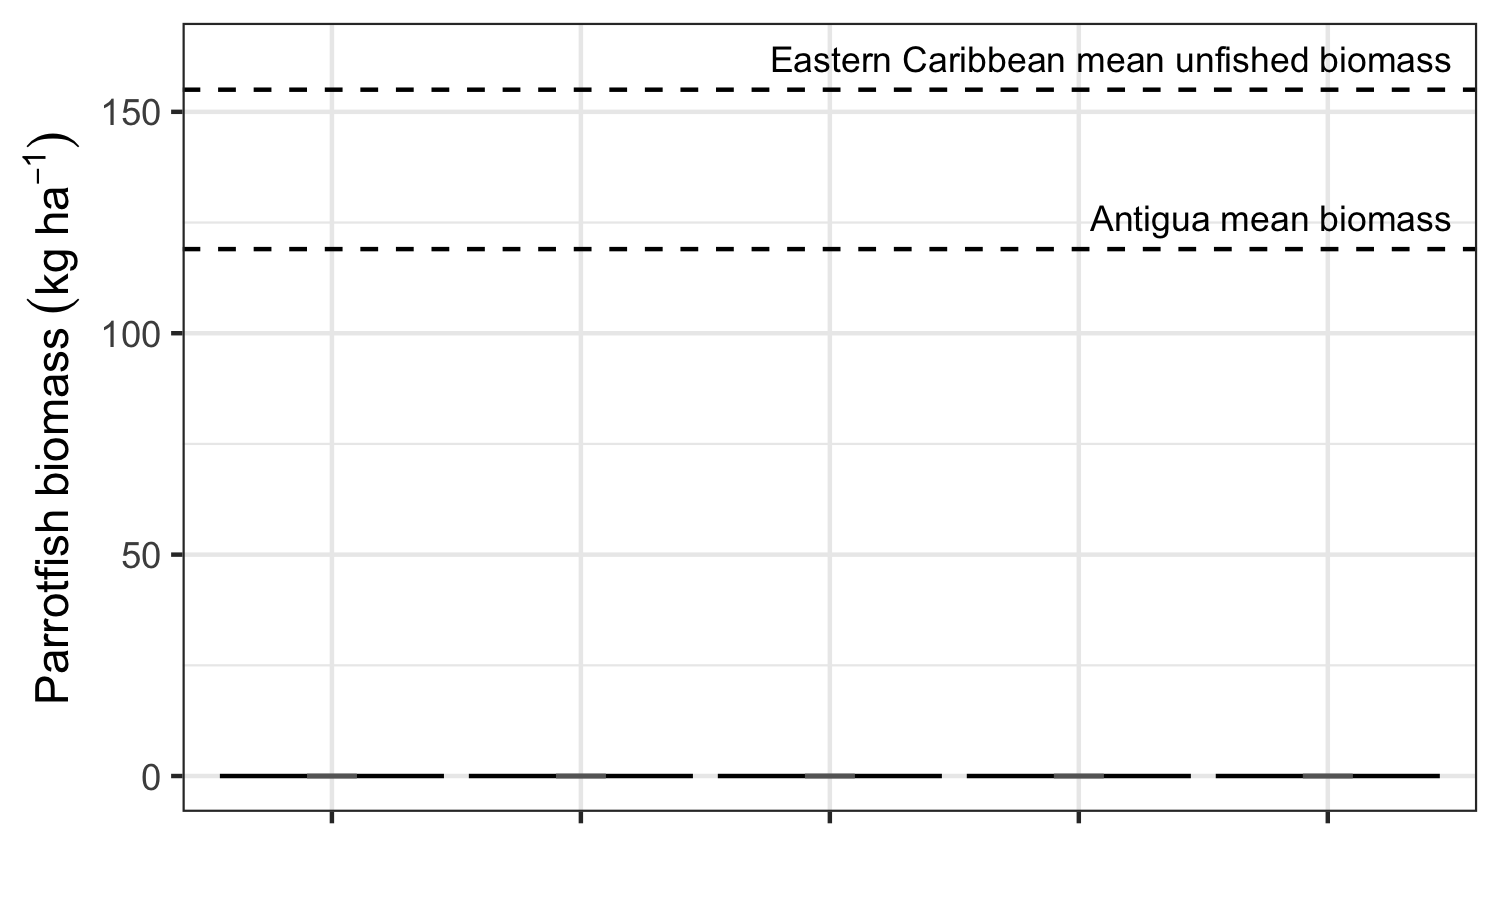 Eastern Caribbean mean unfished biomass
150
Antigua mean biomass
100
50
0
Parrotfish biomass (kg ha⁻¹)